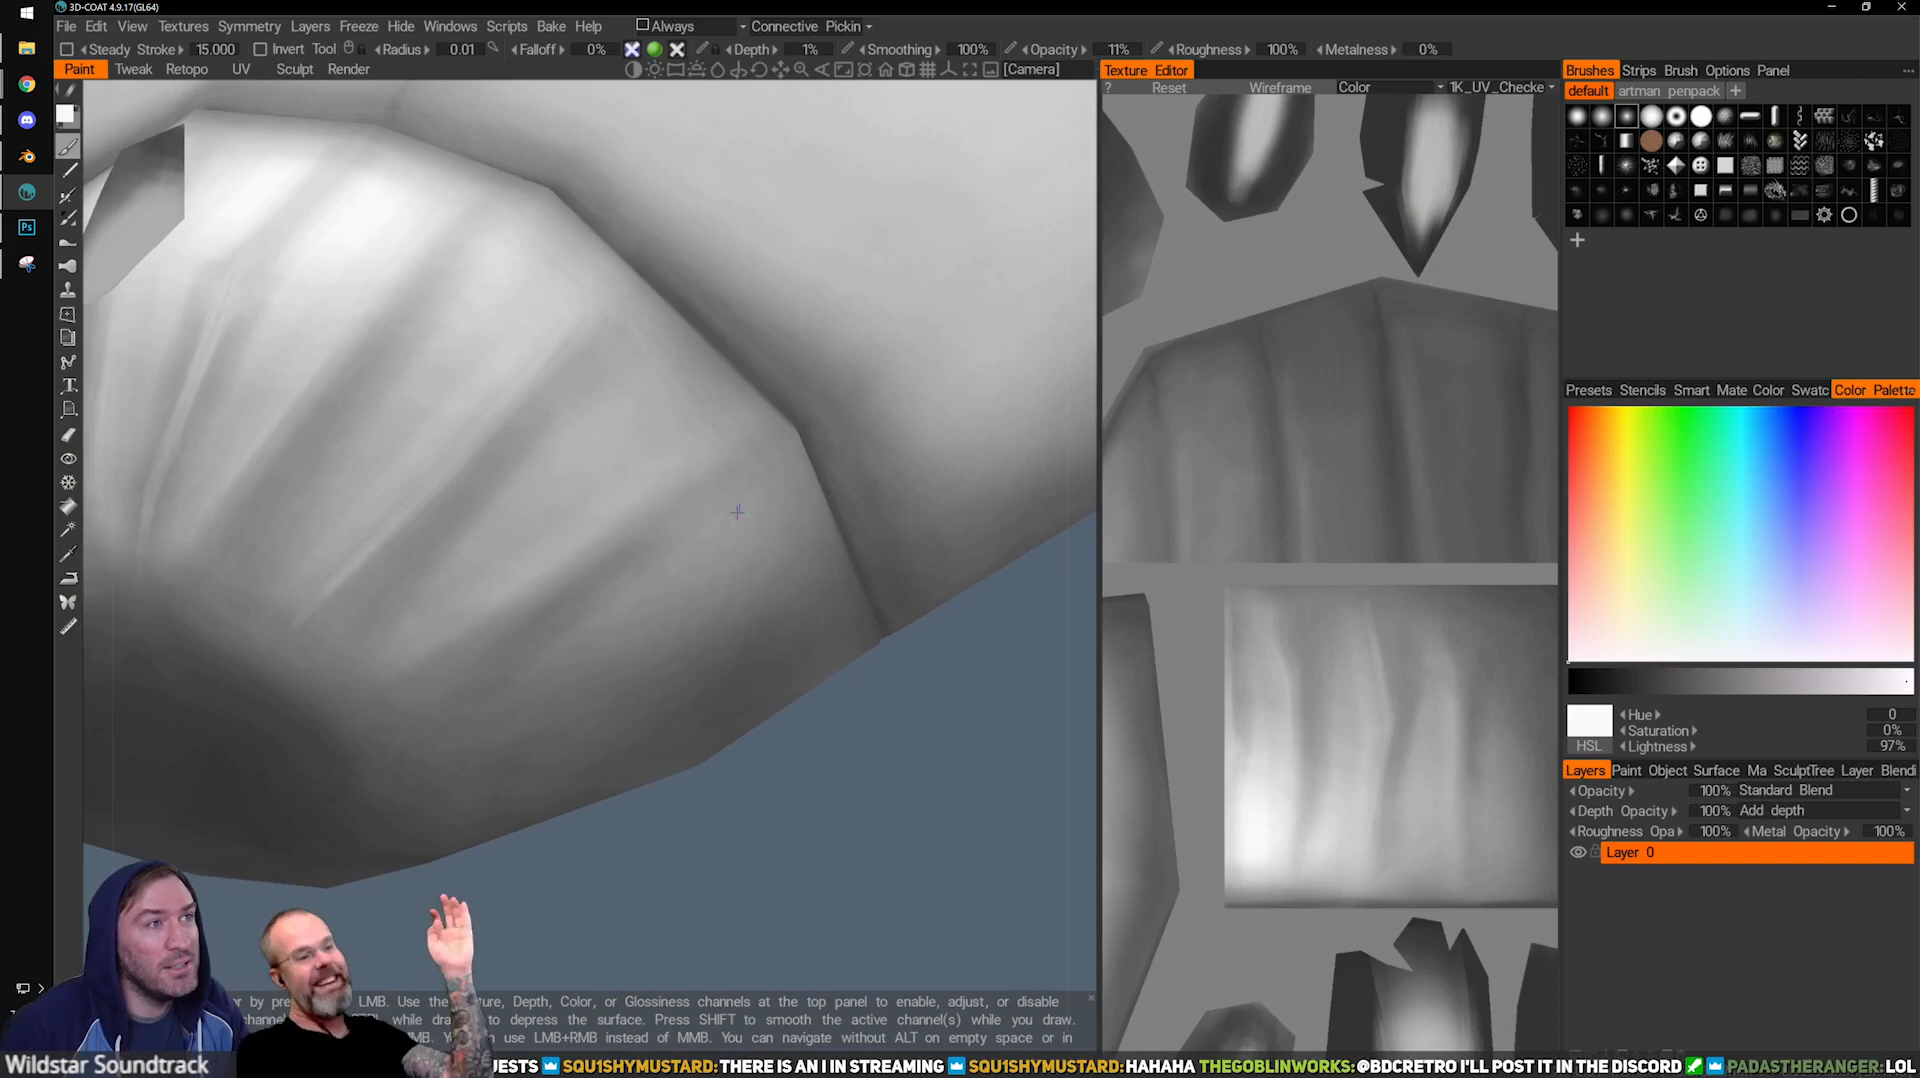 3D-COAT 4.9.17(GL64)
File Edit View Textures Symmetry Layers Freeze Hide Windows Scripts Bake Help Always Connective Pickin
Steady Stroke 15.000 Invert Tool Radius 0.01 Falloff 0% Depth 1% Smoothing 100% Opacity 11% Roughness 100% Metalness 0%
Paint Tweak Retopo UV Sculpt Render [Camera] Texture Editor Brushes Strips Brush Options Panel
? Reset Wireframe Color 1K_UV_Checke default artman penpack +
Ps
Presets Stencils Smart Mate Color Swatc Color Palette
Hue 0
Saturation 0%
HSL Lightness 97%
Layers Paint Object Surface Ma SculptTree Layer Blendi
Opacity 100% Standard Blend
Depth Opacity 100% Add depth
Roughness Opa 100% Metal Opacity 100%
Layer 0
or by pre LMB. Use the ture, Depth, Color, or Glossiness channels at the top panel to enable, adjust, or disable
channel while dra to depress the surface. Press SHIFT to smooth the active channel(s) while you draw.
MB. Y n use LMB+RMB instead of MMB. You can navigate without ALT on empty space or in
Wildstar Soundtrack
UESTS SQU1SHYMUSTARD: THERE IS AN I IN STREAMING SQU1SHYMUSTARD: HAHAHA THEGOBLINWORKS: @BDCRETRO I'LL POST IT IN THE DISCORD PADASTHERANGER: LOL